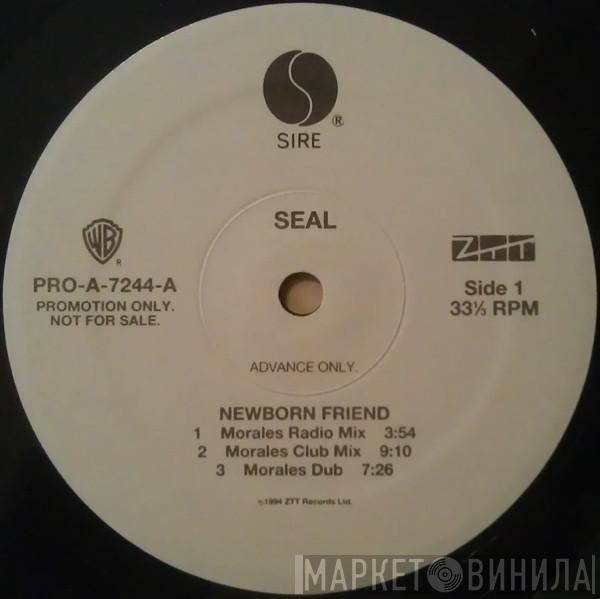 SIRE ®
SEAL
WB ®
ZTT
PRO-A-7244-A
PROMOTION ONLY.
NOT FOR SALE.
Side 1
33⅓ RPM
ADVANCE ONLY.
NEWBORN FRIEND
1 Morales Radio Mix 3:54
2 Morales Club Mix 9:10
3 Morales Dub 7:26
℗1994 ZTT Records Ltd.
МАРКЕТ ВИНИЛА